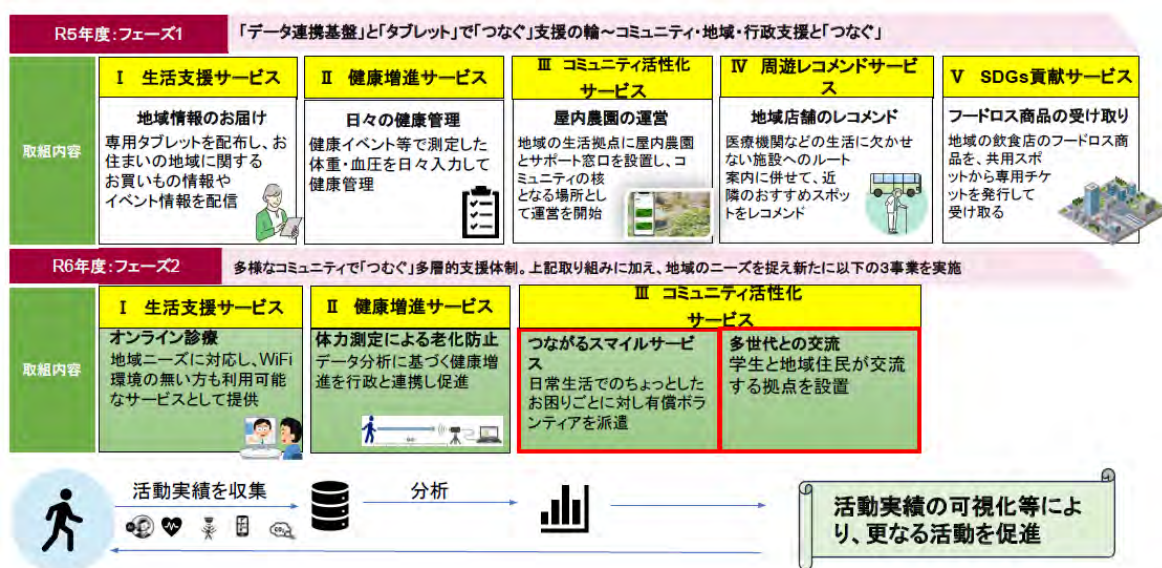 R5年度:フェーズ1
「データ連携基盤」と「タブレット」で「つなぐ」支援の輪～コミュニティ・地域・行政支援と「つなぐ」
取組内容
Ⅰ 生活支援サービス
地域情報のお届け
専用タブレットを配布し、お
住まいの地域に関する
お買いもの情報や
イベント情報を配信
Ⅱ 健康増進サービス
日々の健康管理
健康イベント等で測定した
体重・血圧を日々入力して
健康管理
Ⅲ コミュニティ活性化
サービス
屋内農園の運営
地域の生活拠点に屋内農園
とサポート窓口を設置し、コ
ミュニティの核
となる場所とし
て運営を開始
Ⅳ 周遊レコメンドサービ
ス
地域店舗のレコメンド
医療機関などの生活に欠かせ
ない施設へのルート
案内に併せて、近
隣のおすすめスポッ
トをレコメンド
Ⅴ SDGs貢献サービス
フードロス商品の受け取り
地域の飲食店のフードロス商
品を、共用スポ
ットから専用チケ
ットを発行して
受け取る
R6年度:フェーズ2
多様なコミュニティで「つむぐ」多層的支援体制。上記取り組みに加え、地域のニーズを捉え新たに以下の3事業を実施
取組内容
Ⅰ 生活支援サービス
オンライン診療
地域ニーズに対応し、WiFi
環境の無い方も利用可能
なサービスとして提供
Ⅱ 健康増進サービス
体力測定による老化防止
データ分析に基づく健康増
進を行政と連携し促進
Ⅲ コミュニティ活性化
サービス
つながるスマイルサービ
ス
日常生活でのちょっとした
お困りごとに対し有償ボラ
ンティアを派遣
多世代との交流
学生と地域住民が交流
する拠点を設置
活動実績を収集
分析
活動実績の可視化等によ
り、更なる活動を促進